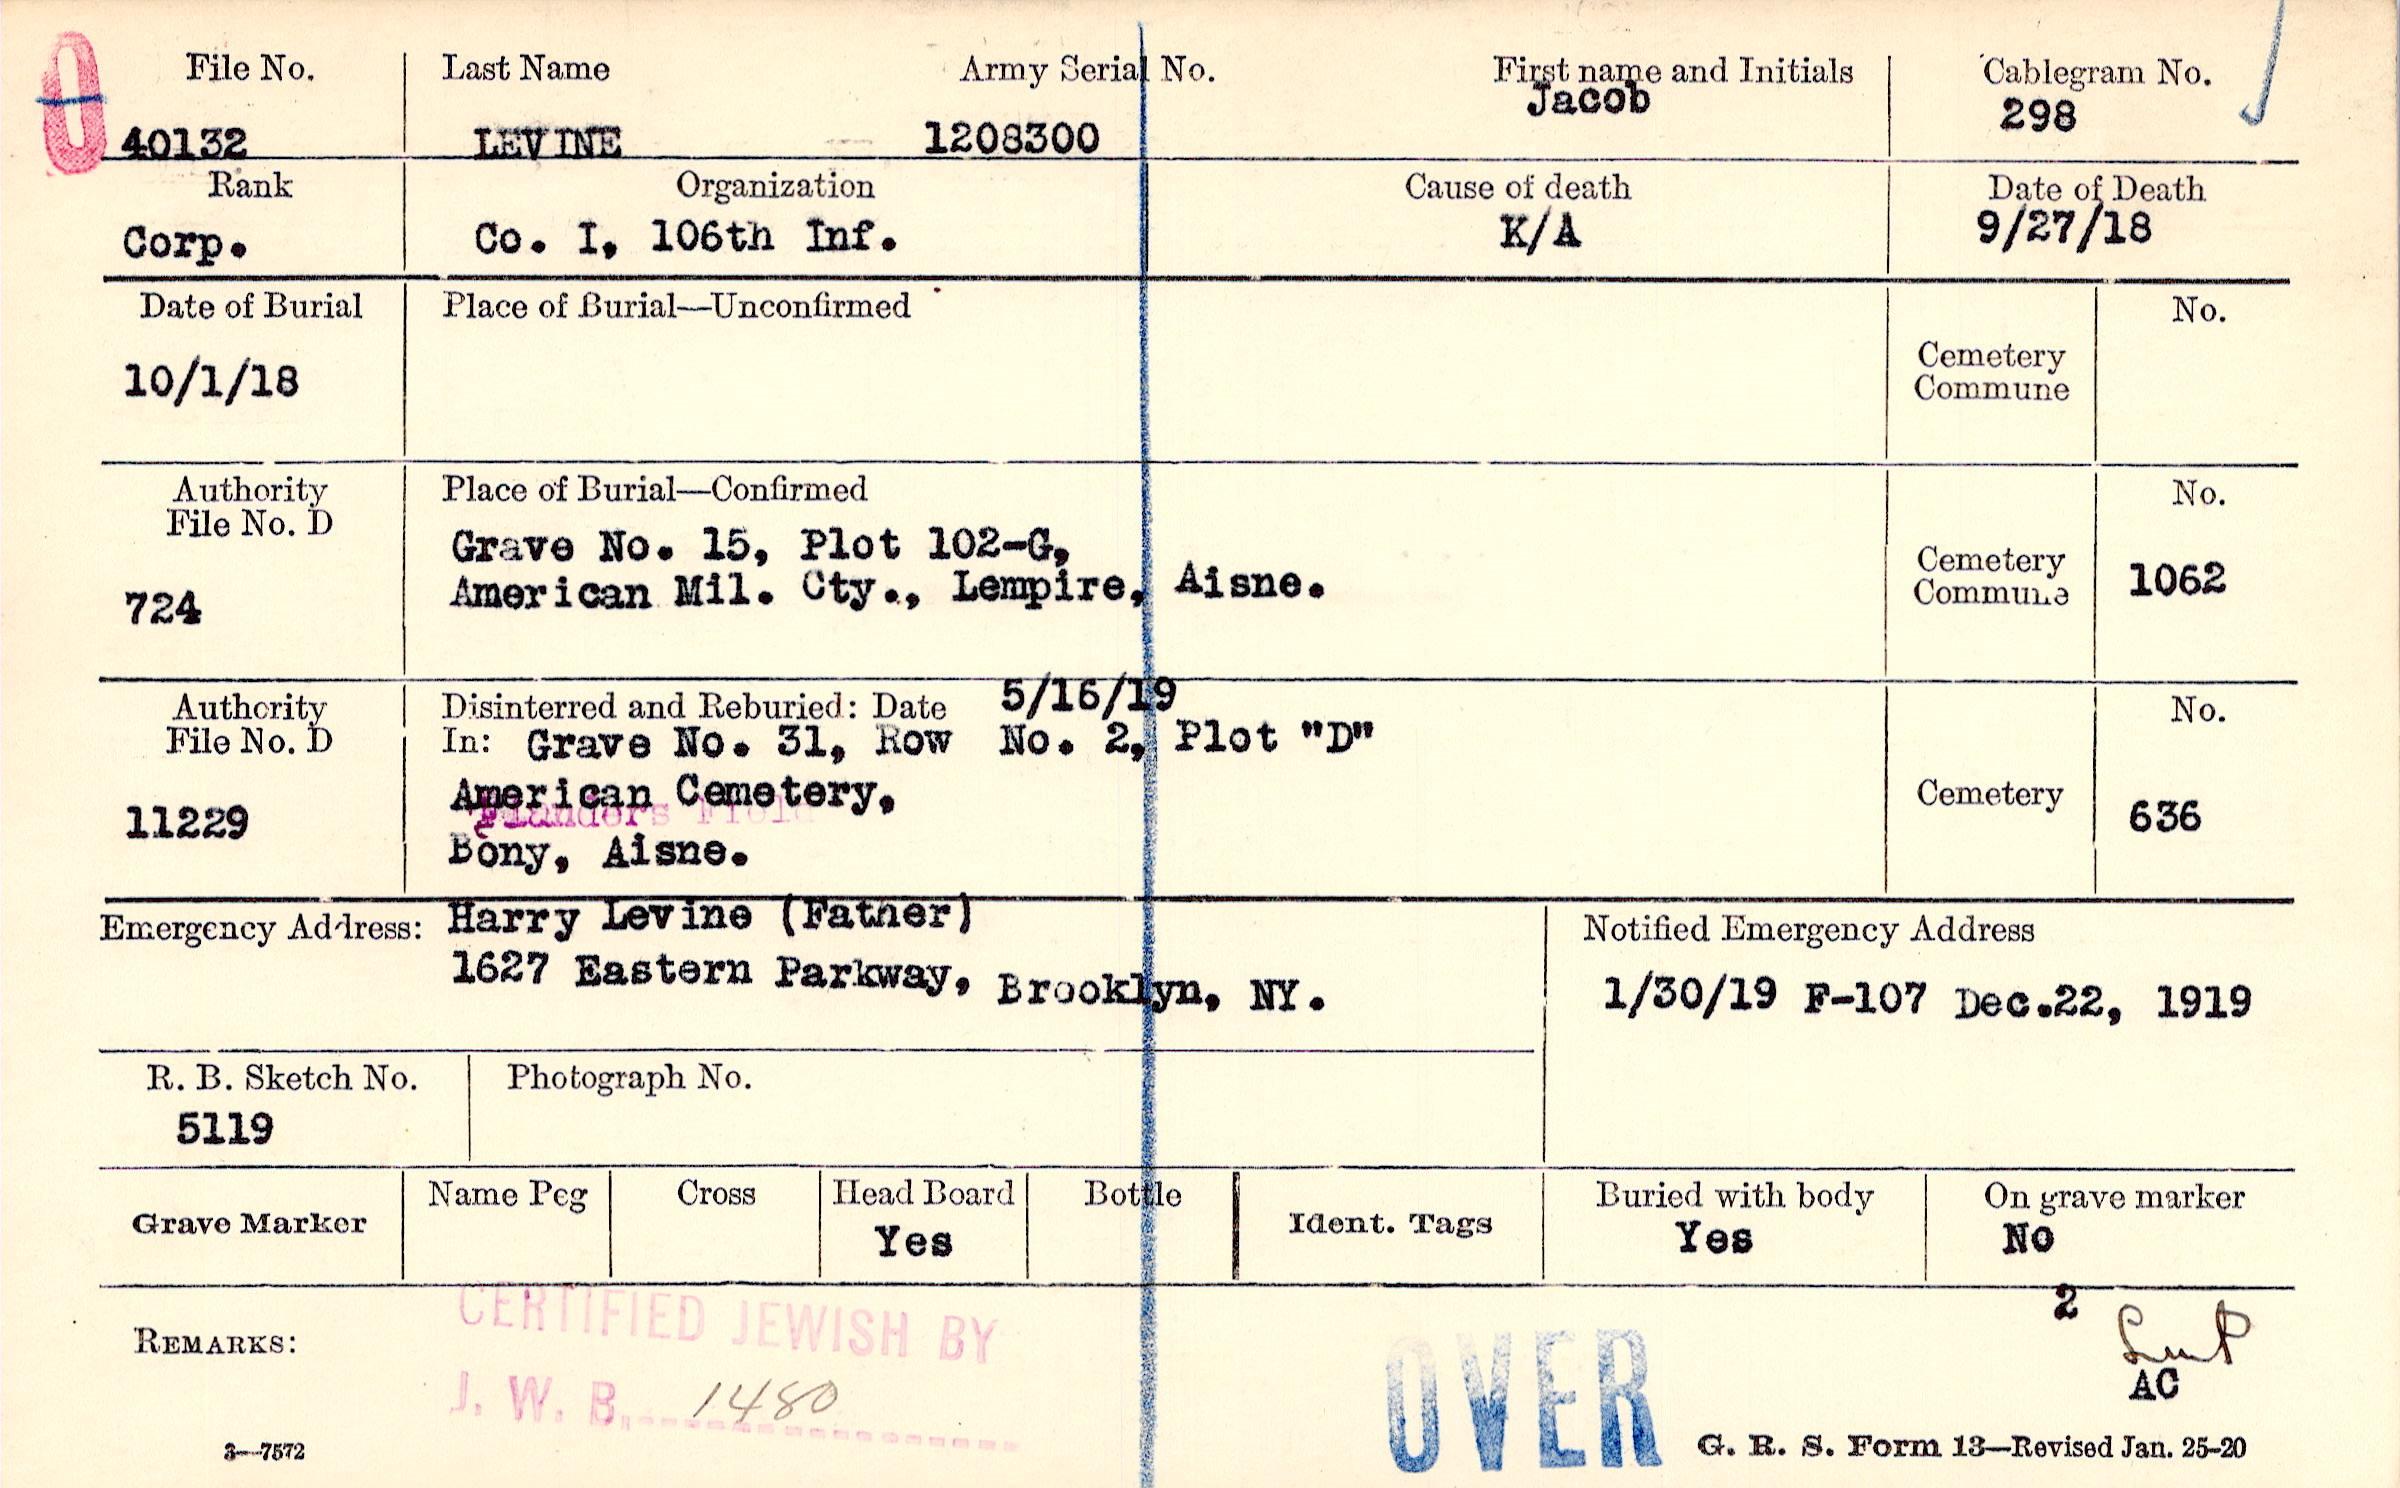 File No. Last Name Army Serial No. First name and Initials Cablegram No.
40132 LEVINE 1208300 Jacob 298
Rank Organization Cause of death Date of Death
Corp. Co. I, 106th Inf. K/A 9/27/18
Date of Burial Place of Burial—Unconfirmed No.
10/1/18 Cemetery
Commune
Authority Place of Burial—Confirmed No.
File No. D
Grave No. 15, Plot 102-G,
724 American Mil. Cty., Lempire, Aisne. Cemetery
Commune 1062
Authority Disinterred and Reburied: Date 5/16/19 No.
File No. D In: Grave No. 31, Row No. 2, Plot "D"
American Cemetery, Cemetery
Flanders Field
11229 Bony, Aisne. 636
Emergency Address: Harry Levine (Father) Notified Emergency Address
1627 Eastern Parkway, Brooklyn, NY. 1/30/19 F-107 Dec.22, 1919
R. B. Sketch No. Photograph No.
5119
Grave Marker Name Peg Cross Head Board Bottle Ident. Tags Buried with body On grave marker
Yes Yes No
2
REMARKS: CERTIFIED JEWISH BY
J. W. B. 1480
OVER
AC
3—7572 G. R. S. Form 13—Revised Jan. 25-20